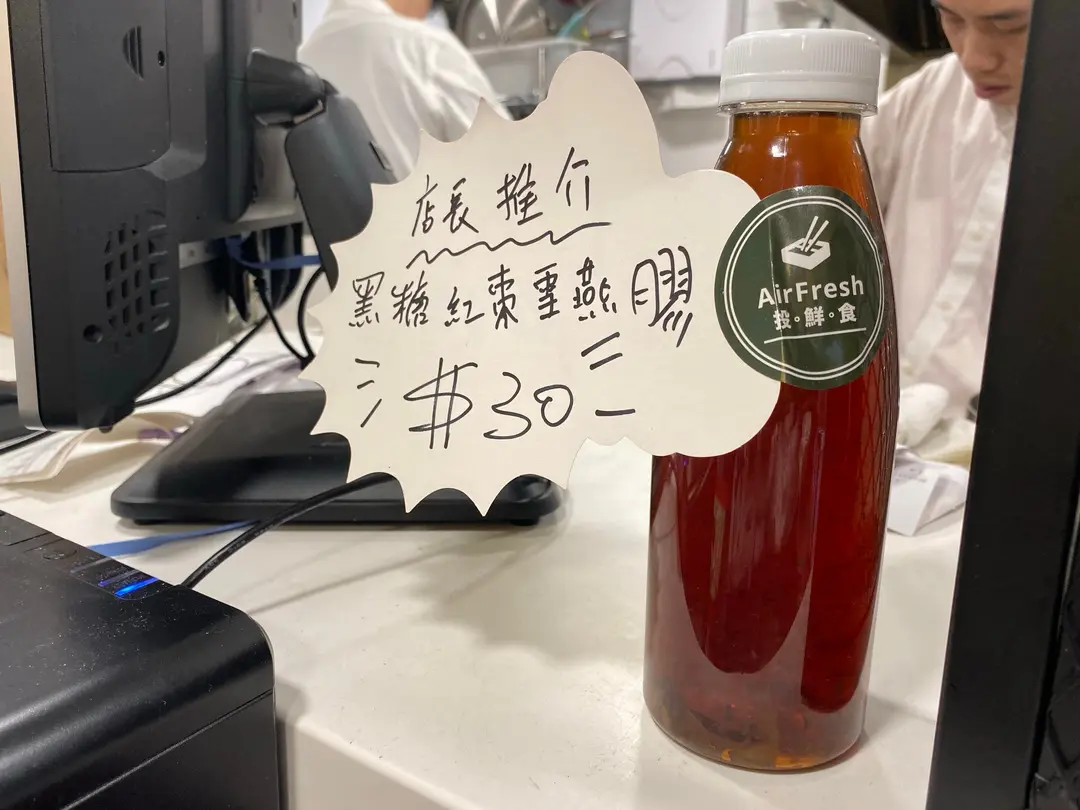 店長推介
黑糖紅棗雪燕膠
$30
AirFresh
投。鮮。食